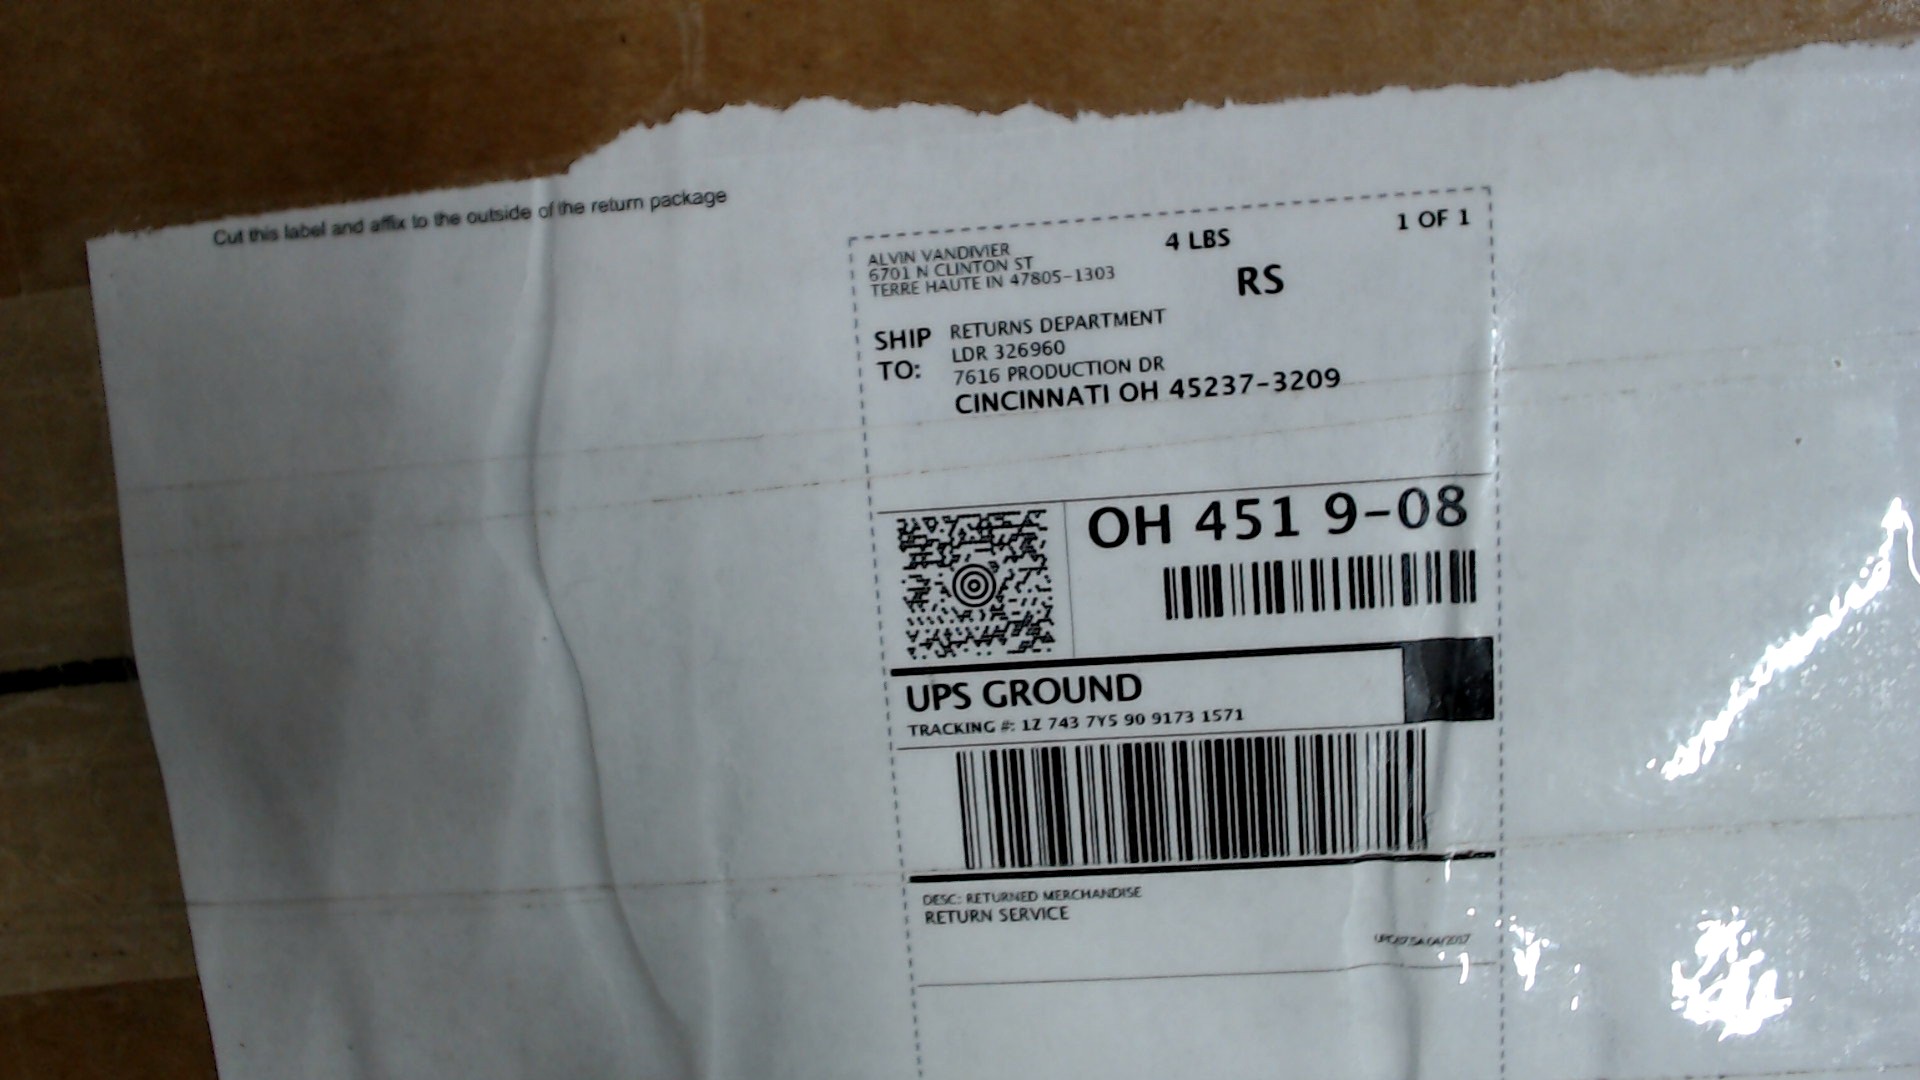 Cut this label and affix to the outside of the return package
ALVIN VANDIVIER
6701 N CLINTON ST
TERRE HAUTE IN 47805-1303
4 LBS
1 OF 1
RS
SHIP TO:
RETURNS DEPARTMENT
LDR 326960
7616 PRODUCTION DR
CINCINNATI OH 45237-3209
OH 451 9-08
UPS GROUND
TRACKING #: 1Z 743 7Y5 90 9173 1571
DESC: RETURNED MERCHANDISE
RETURN SERVICE